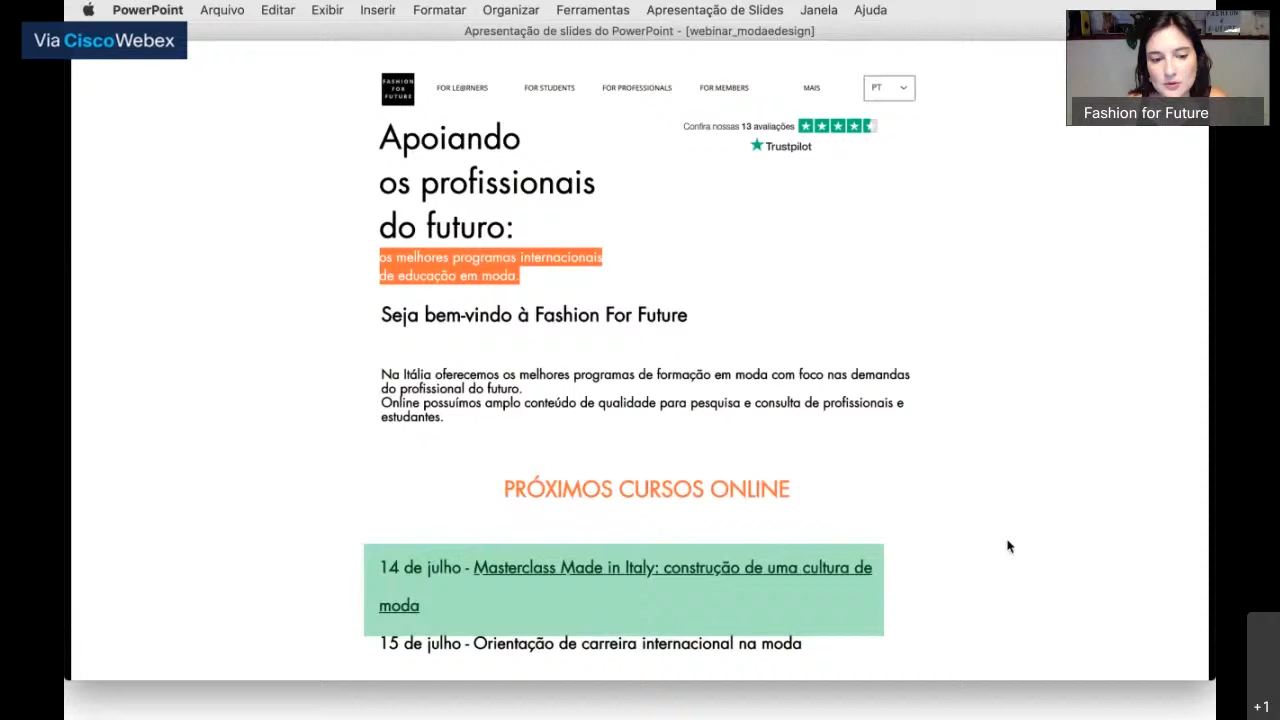 PowerPoint Arquivo Editar Exibir Inserir Formatar Organizar Ferramentas Apresentação de Slides Janela Ajuda
Apresentação de slides do PowerPoint - [webinar_modaedesign]
Via CiscoWebex
Fashion for Future
FASHION
FOR
FUTURE
FOR LE@RNERS FOR STUDENTS FOR PROFESSIONALS FOR MEMBERS MAIS PT
Confira nossas 13 avaliações
Trustpilot
Apoiando
os profissionais
do futuro:
os melhores programas internacionais
de educação em moda.
Seja bem-vindo à Fashion For Future
Na Itália oferecemos os melhores programas de formação em moda com foco nas demandas
do profissional do futuro.
Online possuímos amplo conteúdo de qualidade para pesquisa e consulta de profissionais e
estudantes.
PRÓXIMOS CURSOS ONLINE
14 de julho - Masterclass Made in Italy: construção de uma cultura de
moda
15 de julho - Orientação de carreira internacional na moda
+1